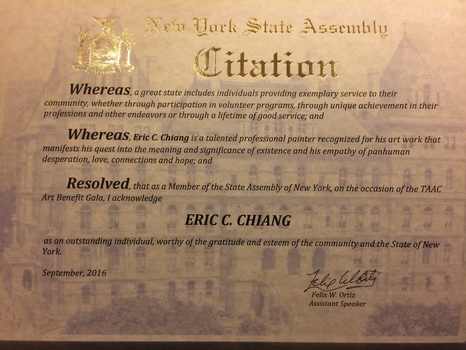 New York State Assembly
Citation
Whereas, a great state includes individuals providing exemplary service to their
community, whether through participation in volunteer programs, through unique achievement in their
professions and other endeavors or through a lifetime of good service; and
Whereas, Eric C. Chiang is a talented professional painter recognized for his art work that
manifests his quest into the meaning and significance of existence and his empathy of panhuman
desperation, love, connections and hope; and
Resolved, that as a Member of the State Assembly of New York, on the occasion of the TAAC
Art Benefit Gala, I acknowledge
ERIC C. CHIANG
as an outstanding individual, worthy of the gratitude and esteem of the community and the State of New
York.
September, 2016
Felix W. Ortiz
Assistant Speaker